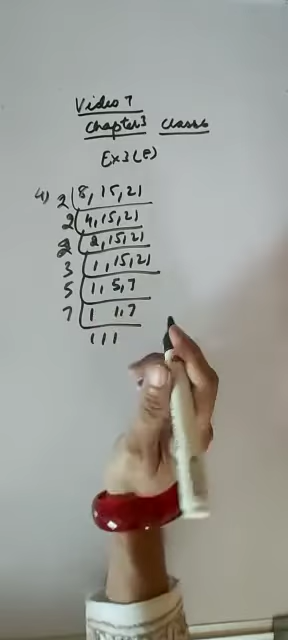 Video 7
Chapter 3 Class 6
Ex 3(E)
4) 2 | 8, 15, 21
2 | 4, 15, 21
2 | 2, 15, 21
3 | 1, 15, 21
5 | 1, 5, 7
7 | 1 1, 7
1 1 1